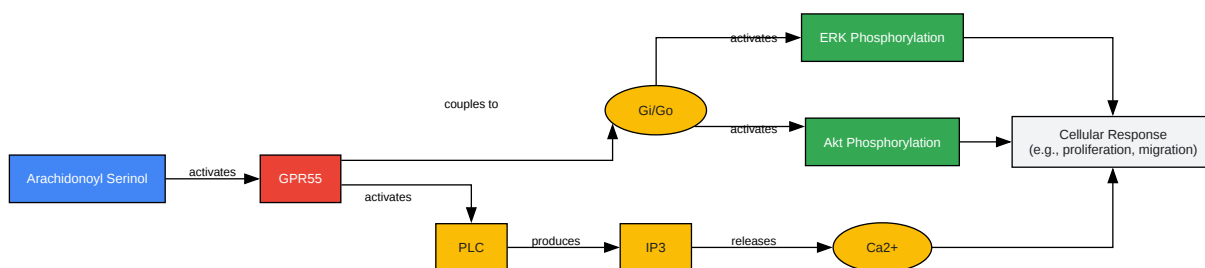 activates
ERK Phosphorylation
couples to
Gi/Go
activates
Akt Phosphorylation
Cellular Response
(e.g., proliferation, migration)
Arachidonoyl Serinol
activates
GPR55
activates
PLC
produces
IP3
releases
Ca2+